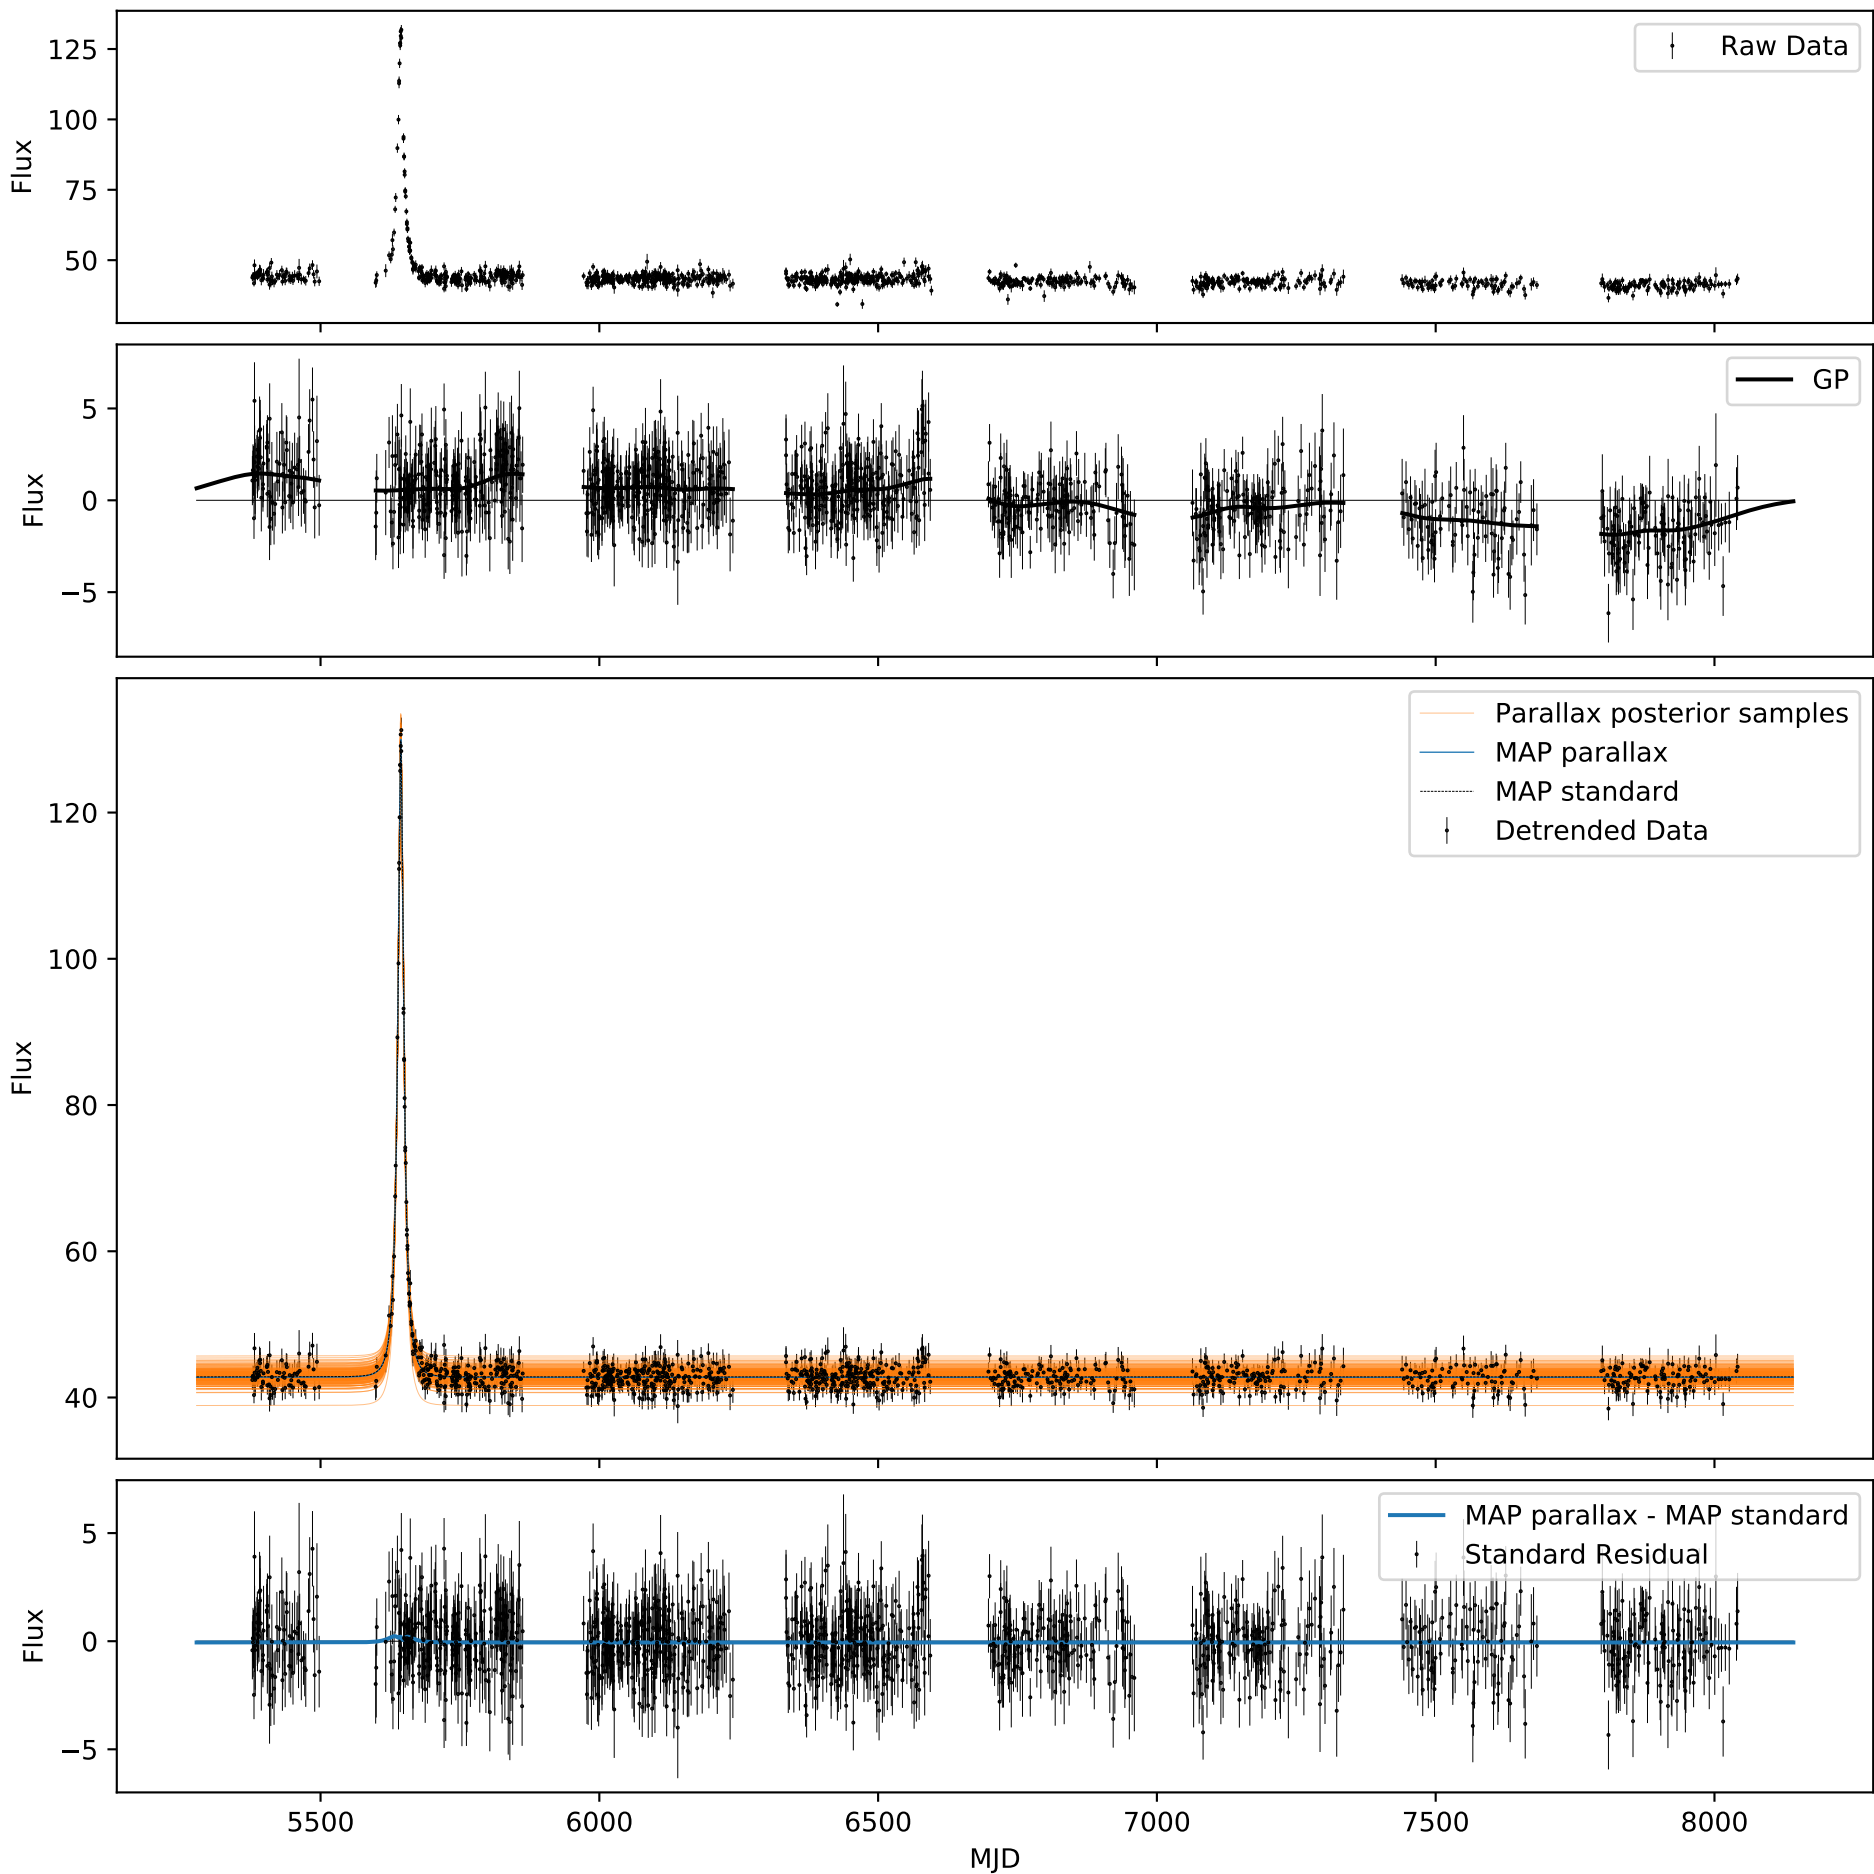 125
100
75
50
Flux
Raw Data
5
0
−5
Flux
GP
120
100
80
60
40
Flux
Parallax posterior samples
MAP parallax
MAP standard
Detrended Data
5
0
−5
Flux
MAP parallax - MAP standard
Standard Residual
5500 6000 6500 7000 7500 8000
MJD